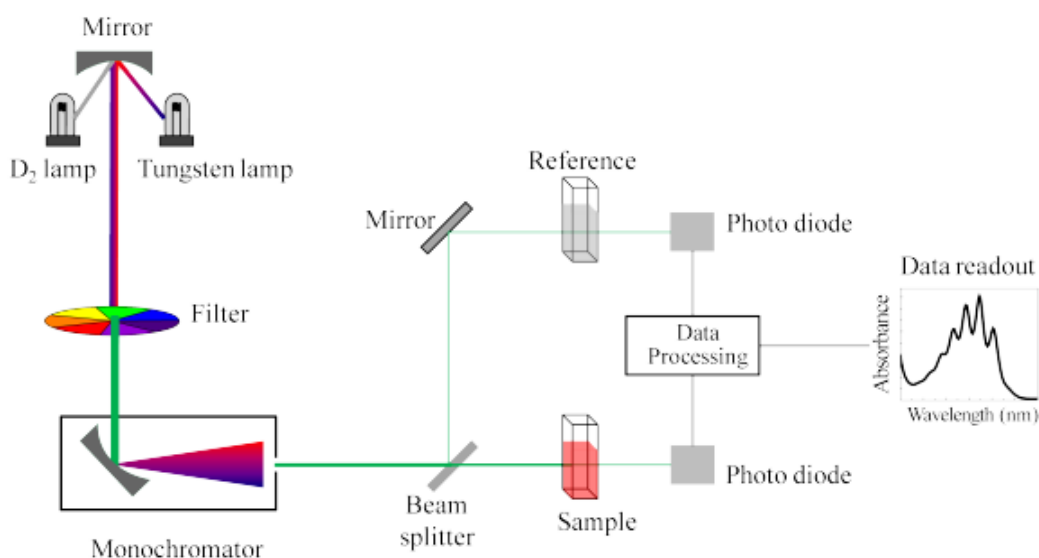 Mirror
D₂ lamp
Tungsten lamp
Filter
Monochromator
Mirror
Reference
Photo diode
Beam
splitter
Sample
Photo diode
Data
Processing
Data readout
Absorbance
Wavelength (nm)